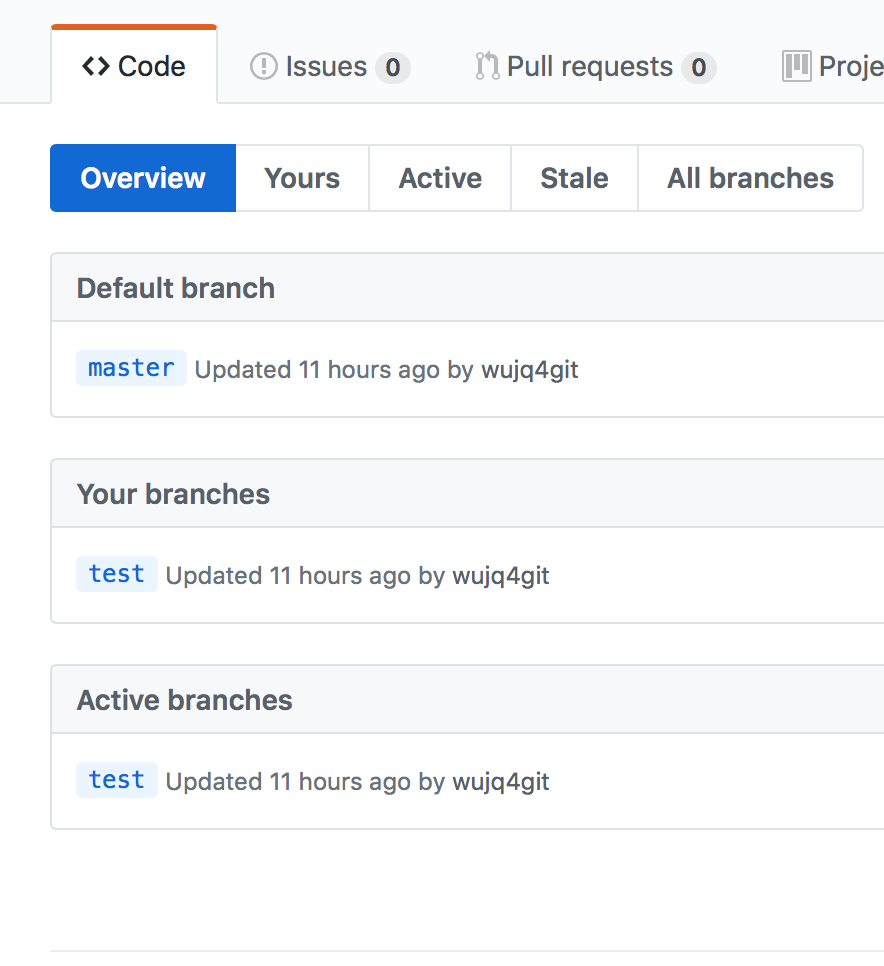 Code Issues 0 Pull requests 0 Proje
Overview Yours Active Stale All branches
Default branch
master Updated 11 hours ago by wujq4git
Your branches
test Updated 11 hours ago by wujq4git
Active branches
test Updated 11 hours ago by wujq4git